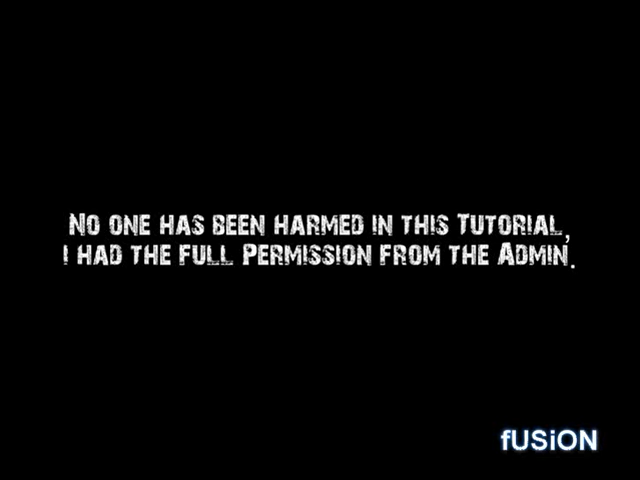 No one has been harmed in this Tutorial,
i had the full Permission from the Admin.
fUSiON